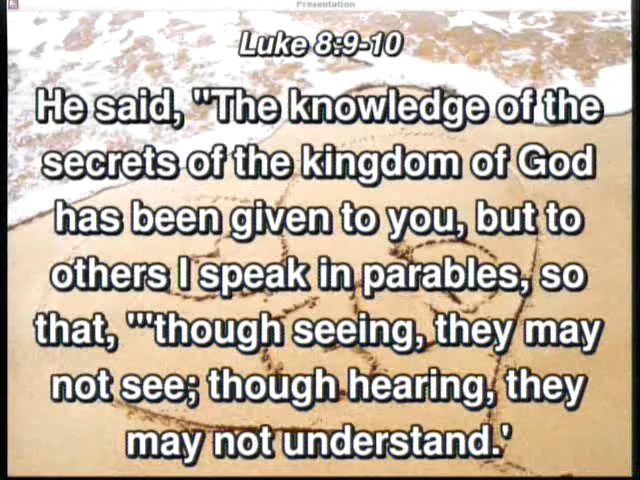 Presentation
Luke 8:9-10
He said, "The knowledge of the
secrets of the kingdom of God
has been given to you, but to
others I speak in parables, so
that, "'though seeing, they may
not see; though hearing, they
may not understand.'